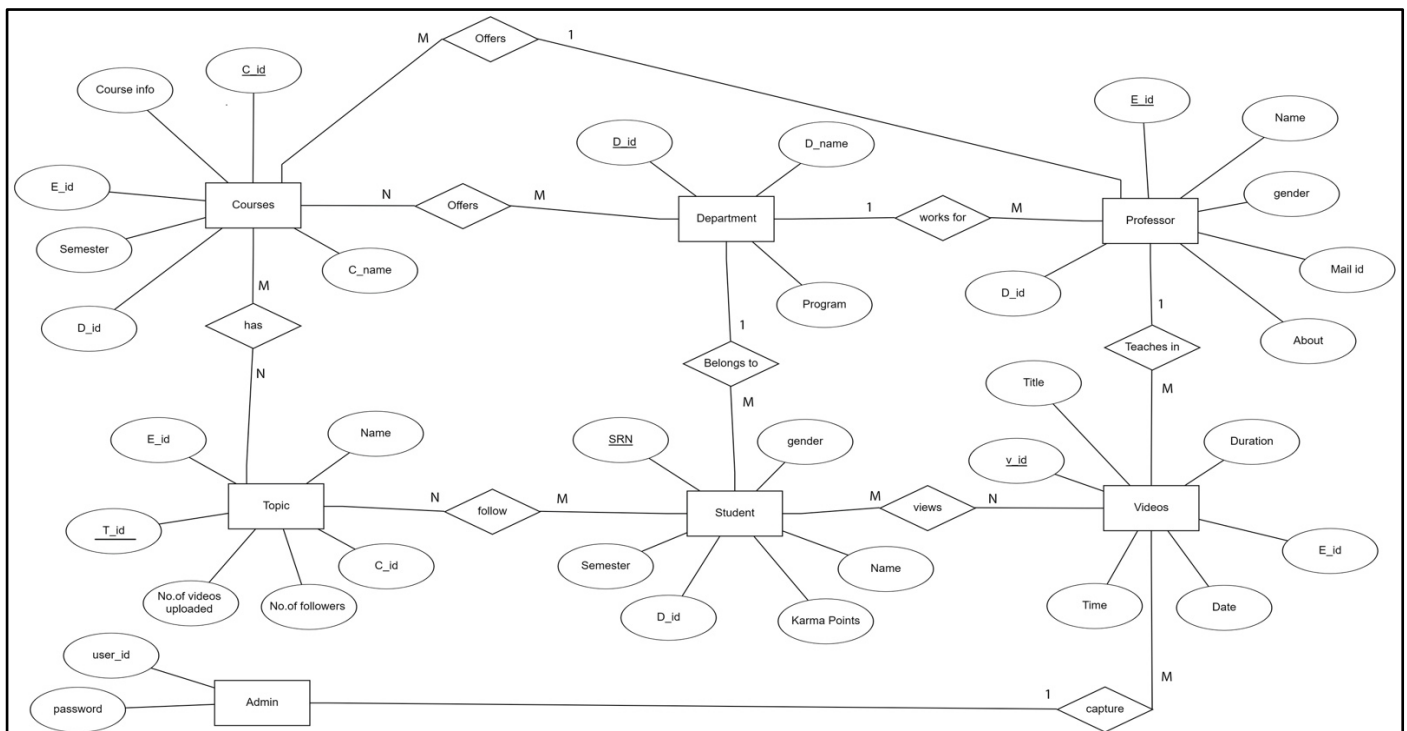 M
Offers
1
C_id
Course info
E_id
Name
D_id
D_name
E_id
Courses
N
Offers
M
Department
1
works for
M
Professor
gender
Semester
C_name
Mail id
M
D_id
Program
D_id
1
About
D_id
has
1
Teaches in
N
Belongs to
M
Title
E_id
Name
M
SRN
gender
v_id
Duration
Topic
N
follow
M
Student
M
views
N
Videos
T_id
C_id
Semester
Name
E_id
No.of videos
uploaded
No.of followers
D_id
Karma Points
Time
Date
user_id
Admin
password
1
capture
M